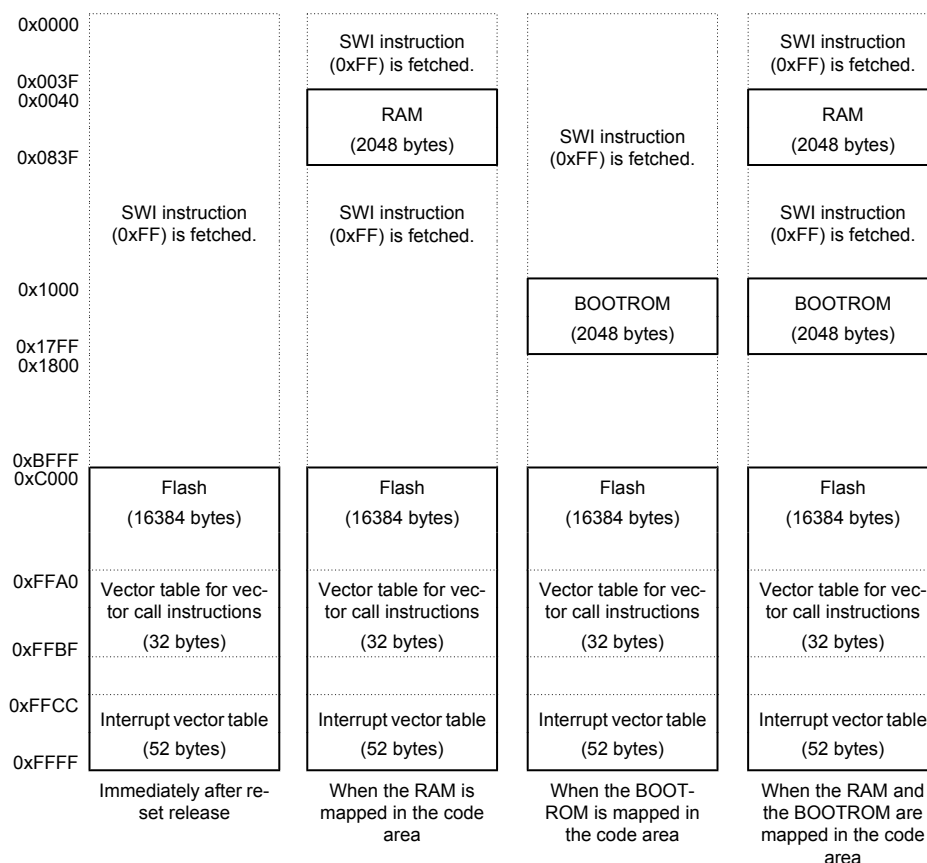 0x0000
0x003F
0x0040
0x083F
0x1000
0x17FF
0x1800
0xBFFF
0xC000
0xFFA0
0xFFBF
0xFFCC
0xFFFF
SWI instruction
(0xFF) is fetched.
Flash
(16384 bytes)
Vector table for vec-
tor call instructions
(32 bytes)
Interrupt vector table
(52 bytes)
Immediately after re-
set release
SWI instruction
(0xFF) is fetched.
RAM
(2048 bytes)
SWI instruction
(0xFF) is fetched.
Flash
(16384 bytes)
Vector table for vec-
tor call instructions
(32 bytes)
Interrupt vector table
(52 bytes)
When the RAM is
mapped in the code
area
SWI instruction
(0xFF) is fetched.
BOOTROM
(2048 bytes)
Flash
(16384 bytes)
Vector table for vec-
tor call instructions
(32 bytes)
Interrupt vector table
(52 bytes)
When the BOOT-
ROM is mapped in
the code area
SWI instruction
(0xFF) is fetched.
RAM
(2048 bytes)
SWI instruction
(0xFF) is fetched.
BOOTROM
(2048 bytes)
Flash
(16384 bytes)
Vector table for vec-
tor call instructions
(32 bytes)
Interrupt vector table
(52 bytes)
When the RAM and
the BOOTROM are
mapped in the code
area